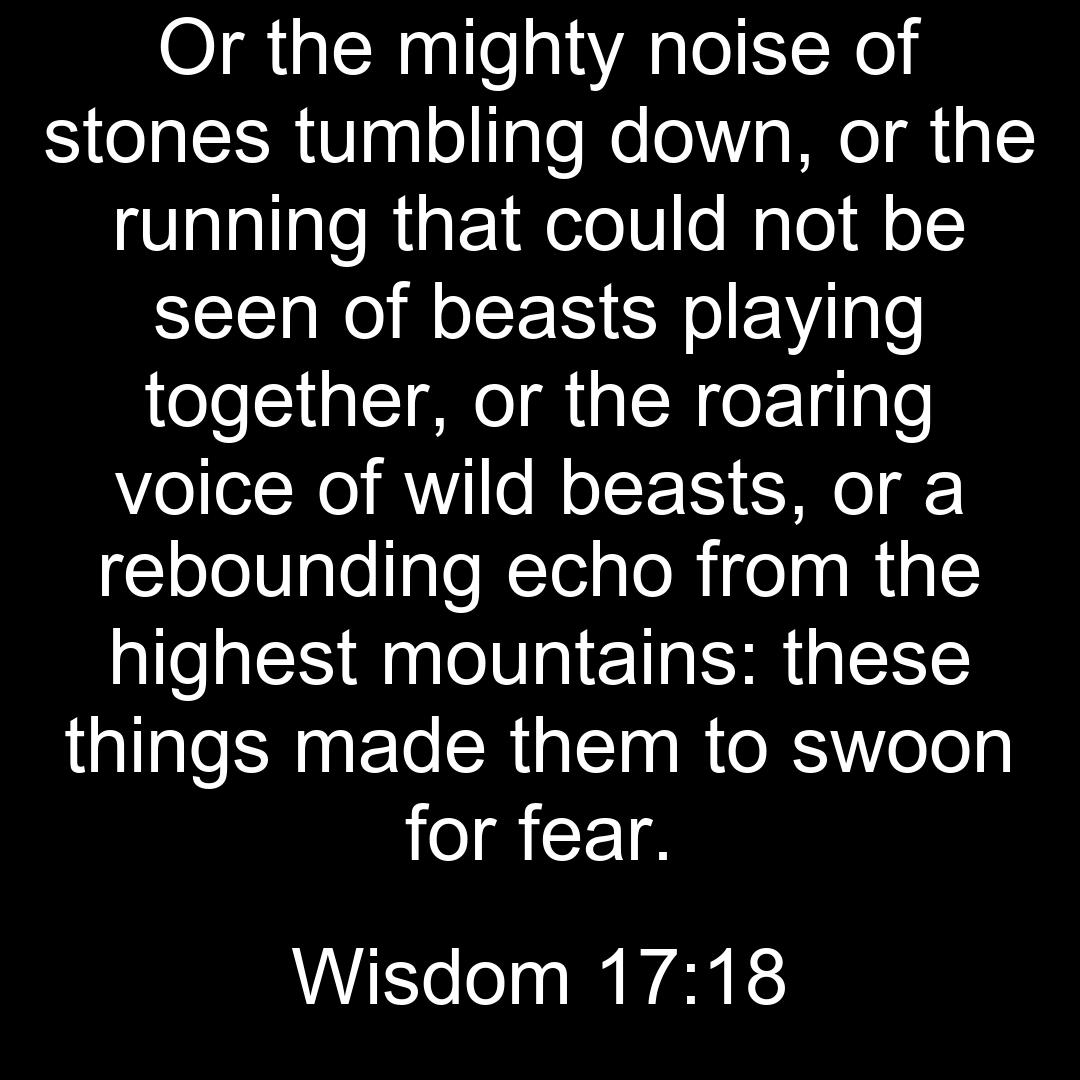 Or the mighty noise of
stones tumbling down, or the
running that could not be
seen of beasts playing
together, or the roaring
voice of wild beasts, or a
rebounding echo from the
highest mountains: these
things made them to swoon
for fear.
Wisdom 17:18